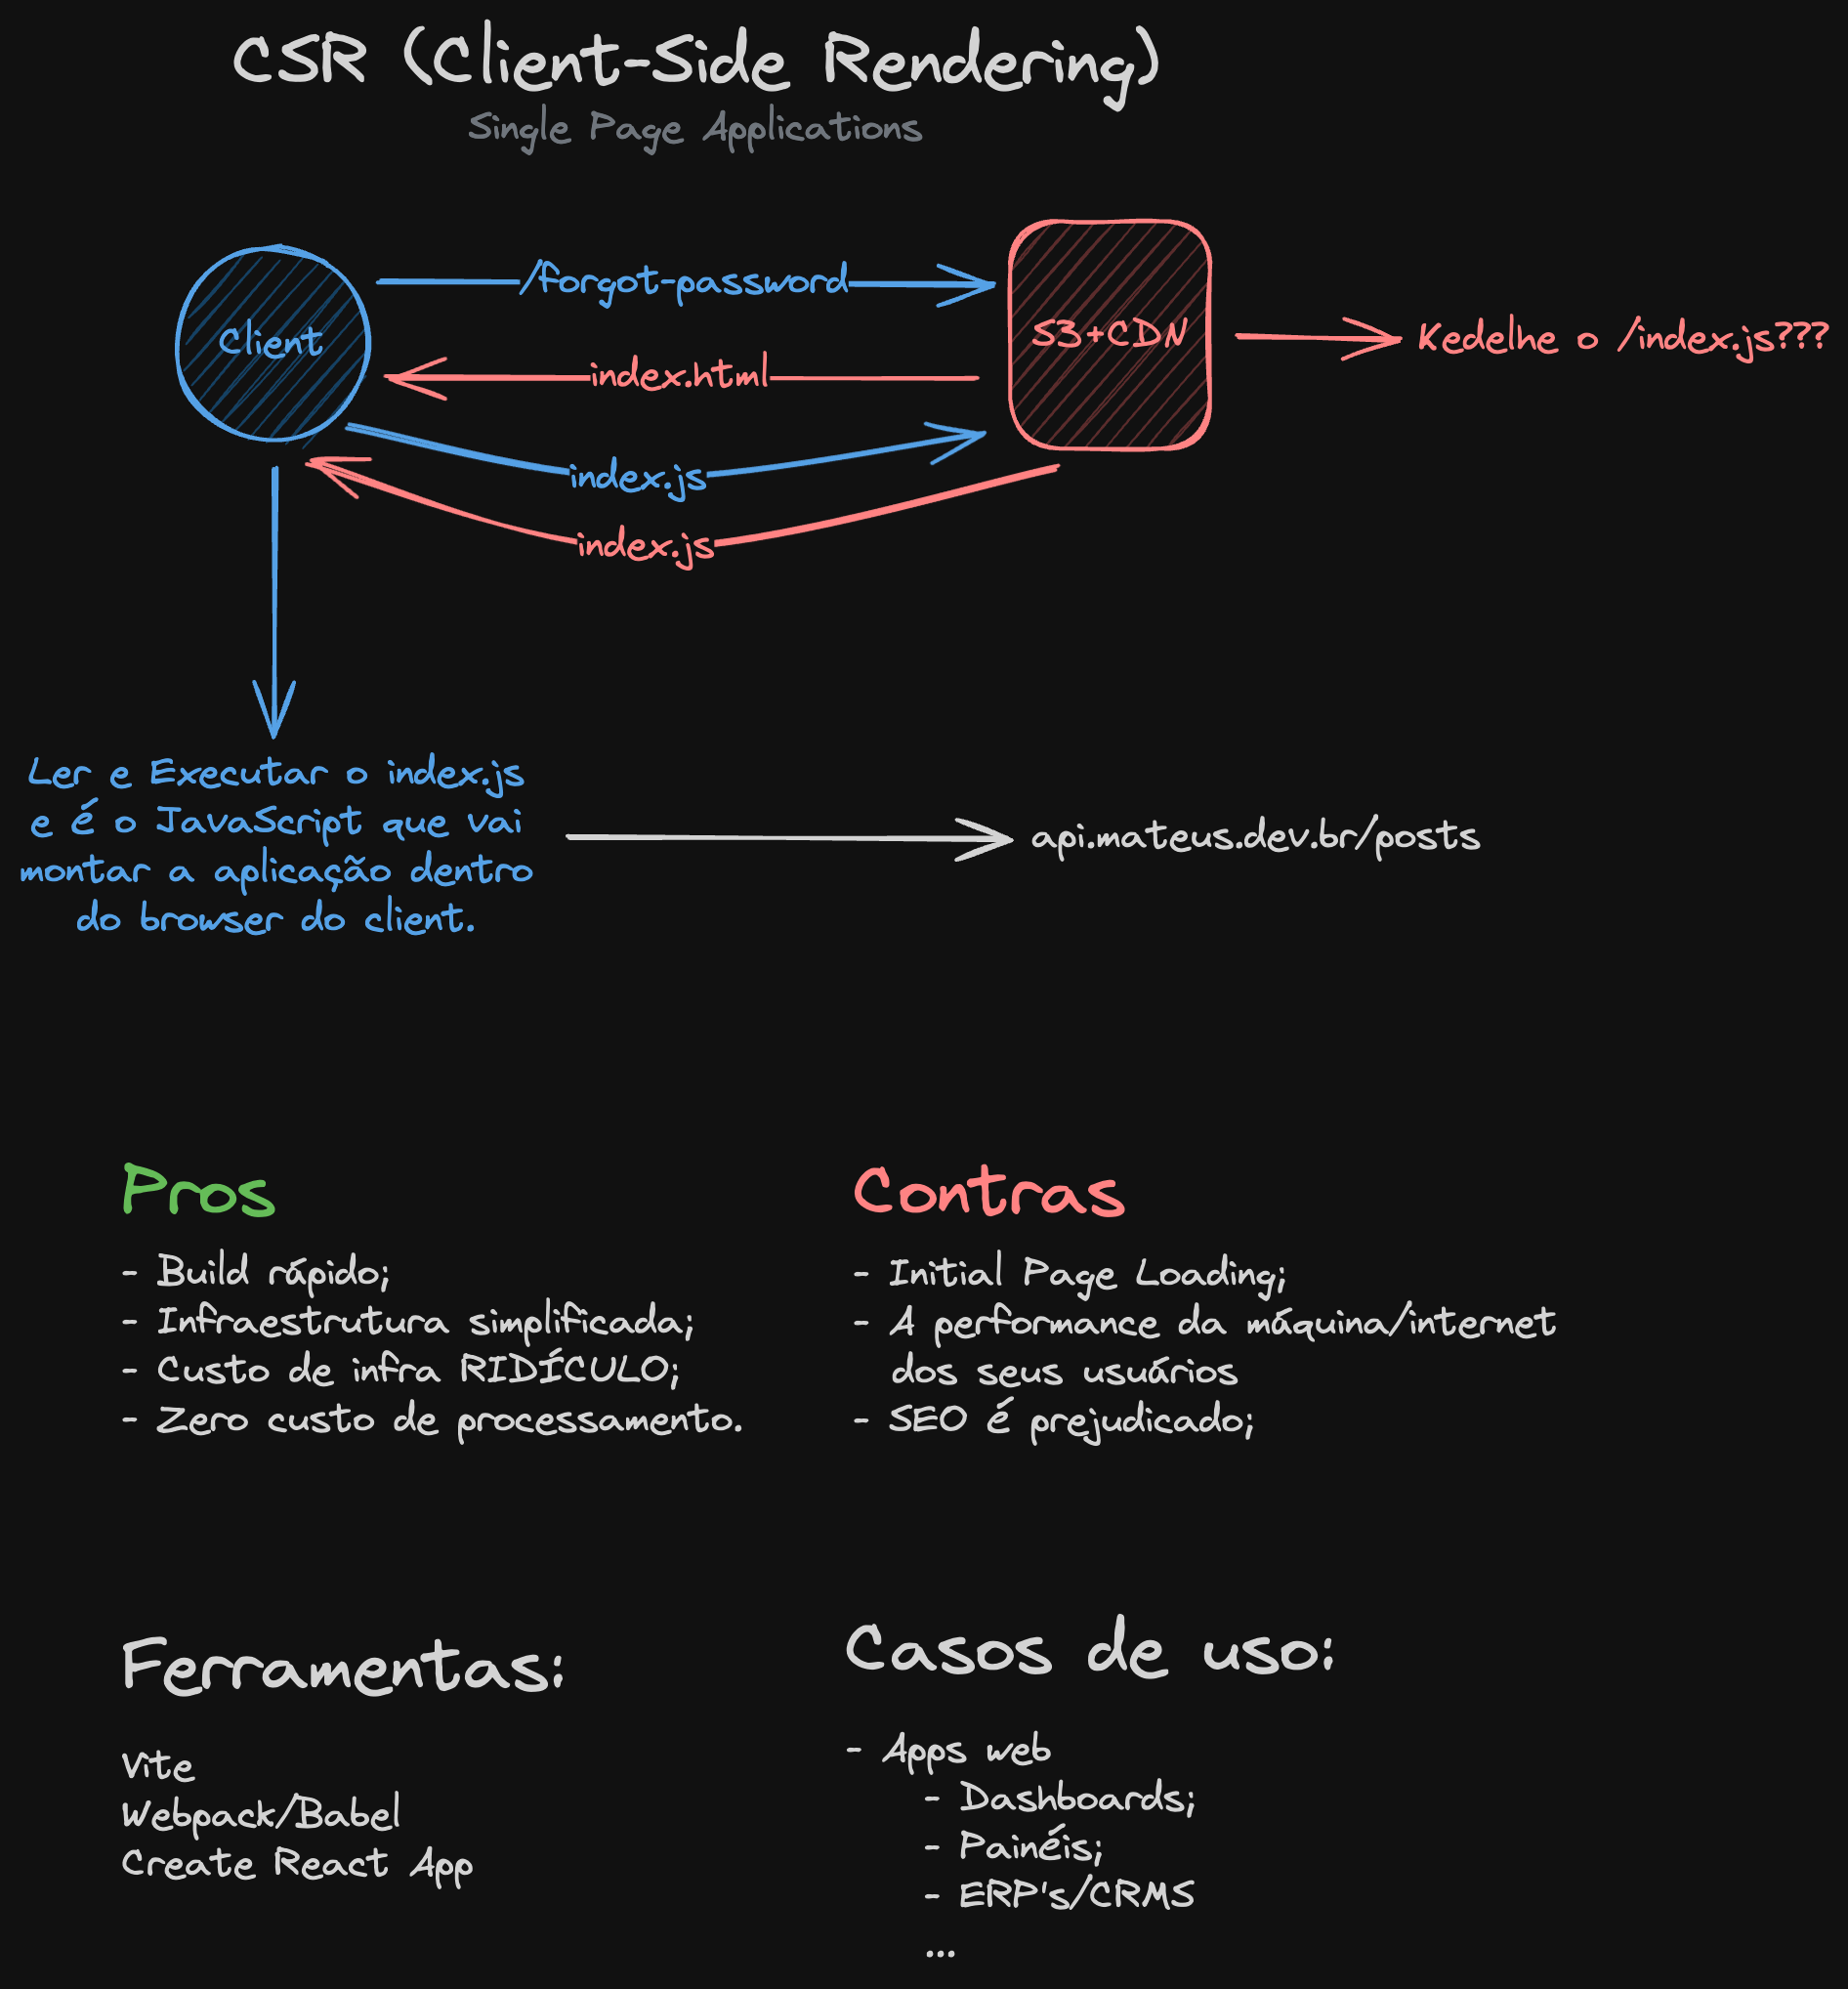 CSR (Client-Side Rendering)
Single Page Applications
/forgot-password
Client
S3+CDN
Kedelhe o /index.js???
index.html
index.js
index.js
Ler e Executar o index.js
e é o JavaScript que vai
montar a aplicação dentro
do browser do client.
api.mateus.dev.br/posts
Pros
- Build rápido;
- Infraestrutura simplificada;
- Custo de infra RIDÍCULO;
- Zero custo de processamento.
Contras
- Initial Page Loading;
- A performance da máquina/internet
dos seus usuários
- SEO é prejudicado;
Ferramentas:
Vite
Webpack/Babel
Create React App
Casos de uso:
- Apps web
- Dashboards;
- Painéis;
- ERP's/CRMS
...